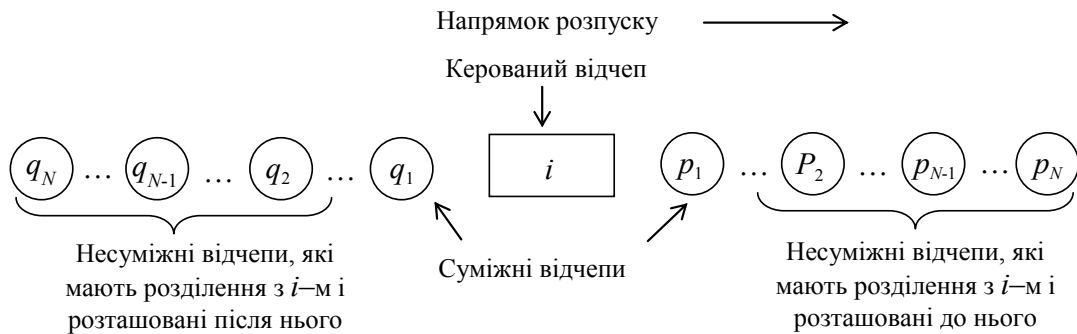 Напрямок розпуску
Керований відчеп
q_N ... q_{N-1} ... q_2 ... q_1 i p_1 ... P_2 ... p_{N-1} ... p_N
Несуміжні відчепи, які
мають розділення з i–м і
розташовані після нього
Суміжні відчепи
Несуміжні відчепи, які
мають розділення з i–м і
розташовані до нього